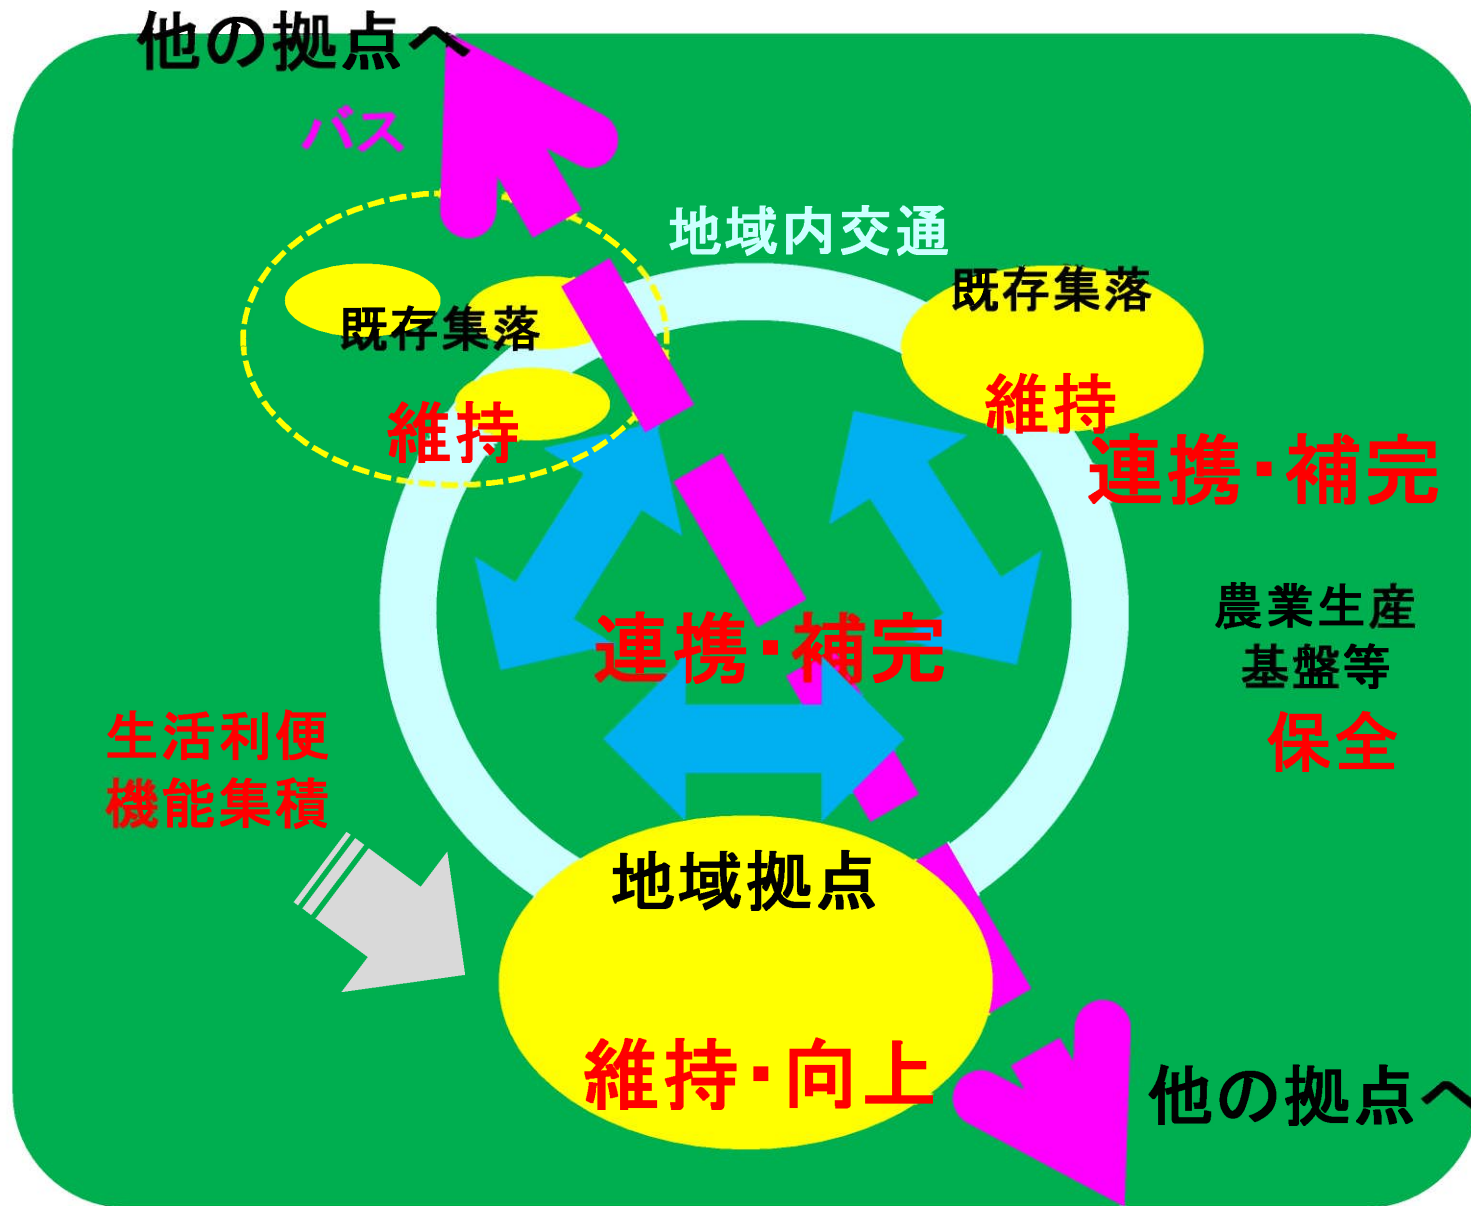 他の拠点へ
バス
地域内交通
既存集落
維持
既存集落
維持
連携・補完
連携・補完
農業生産
基盤等
保全
生活利便
機能集積
地域拠点
維持・向上
他の拠点へ